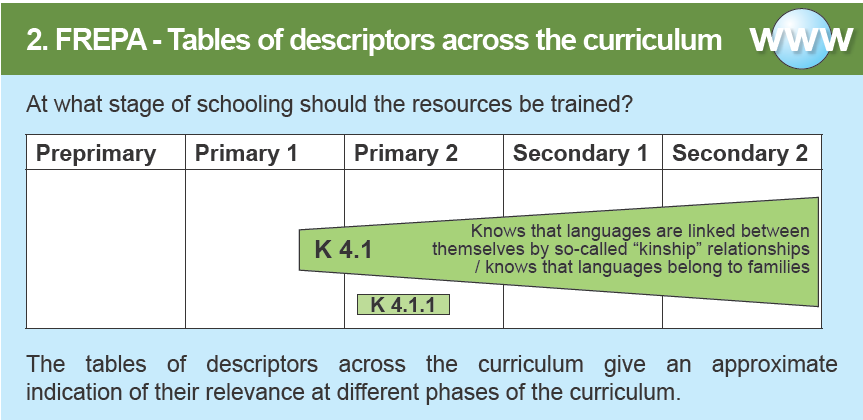 2. FREPA - Tables of descriptors across the curriculum www
At what stage of schooling should the resources be trained?
Preprimary Primary 1 Primary 2 Secondary 1 Secondary 2
K 4.1
Knows that languages are linked between
themselves by so-called “kinship” relationships
/ knows that languages belong to families
K 4.1.1
The tables of descriptors across the curriculum give an approximate
indication of their relevance at different phases of the curriculum.